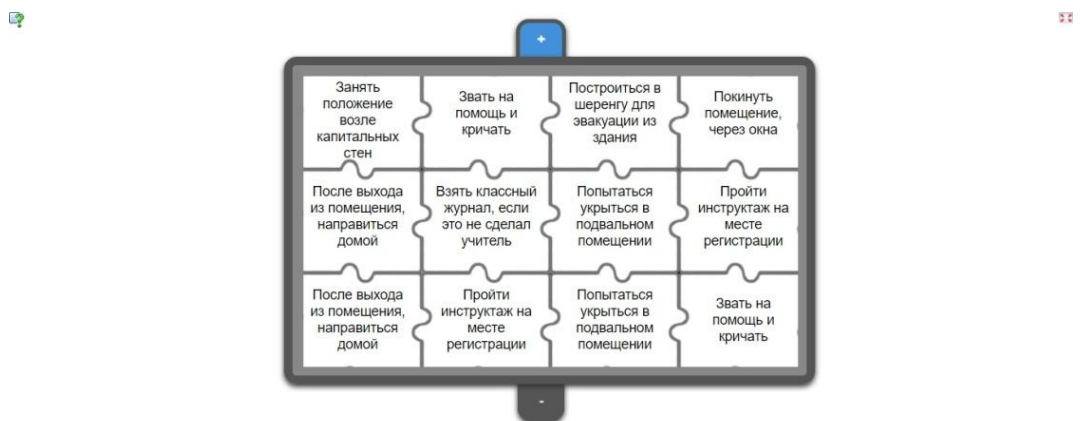 +
Занять
положение
возле
капитальных
стен
Звать на
помощь и
кричать
Построиться в
шеренгу для
эвакуации из
здания
Покинуть
помещение,
через окна
После выхода
из помещения,
направиться
домой
Взять классный
журнал, если
это не сделал
учитель
Попытаться
укрыться в
подвальном
помещении
Пройти
инструктаж на
месте
регистрации
После выхода
из помещения,
направиться
домой
Пройти
инструктаж на
месте
регистрации
Попытаться
укрыться в
подвальном
помещении
Звать на
помощь и
кричать
-